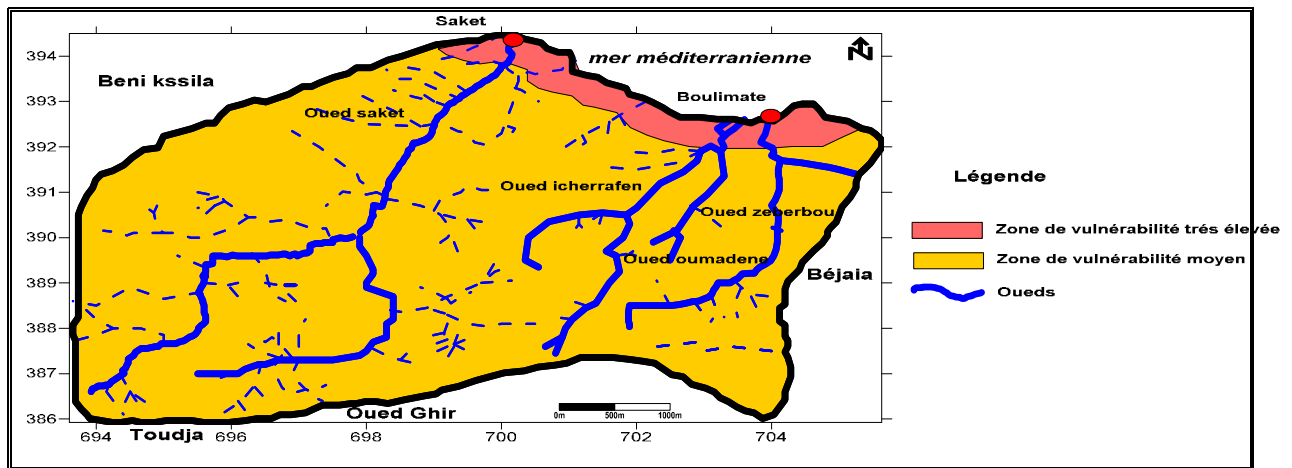 Saket
mer méditerranienne
Beni kssila
Boulimate
Oued saket
Oued icherrafen
Oued zeberbou
Oued oumadene
Béjaia
Oued Ghir
Toudja
394
393
392
391
390
389
388
387
386
694
696
698
700
702
704
0m 500m 1000m
N
Légende
Zone de vulnérabilité trés élevée
Zone de vulnérabilité moyen
Oueds